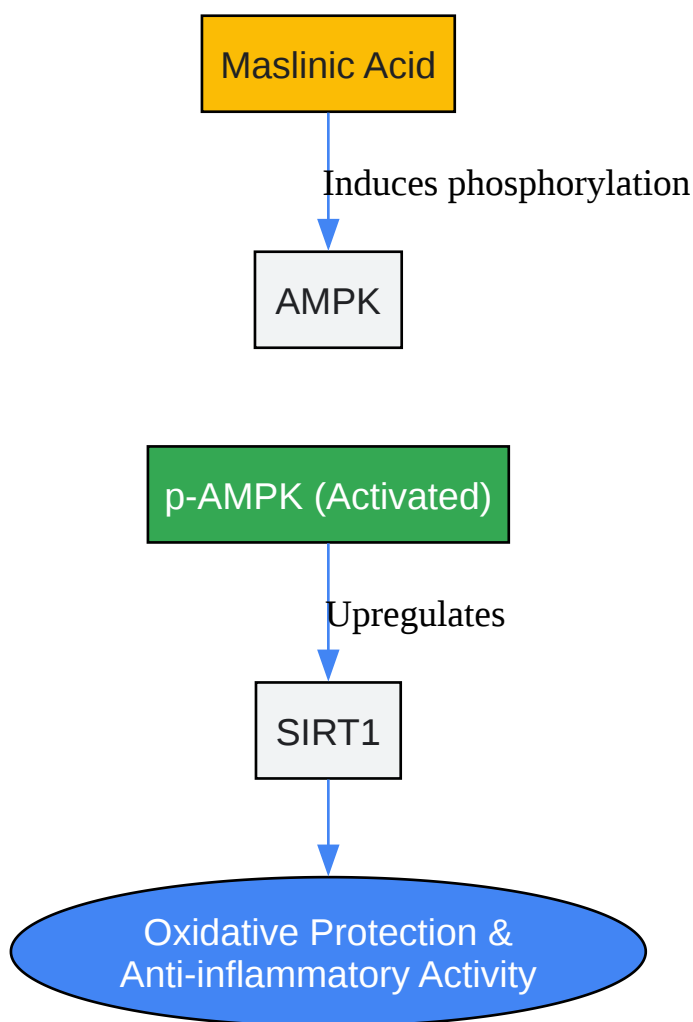 Maslinic Acid
Induces phosphorylation
AMPK
p-AMPK (Activated)
Upregulates
SIRT1
Oxidative Protection &
Anti-inflammatory Activity